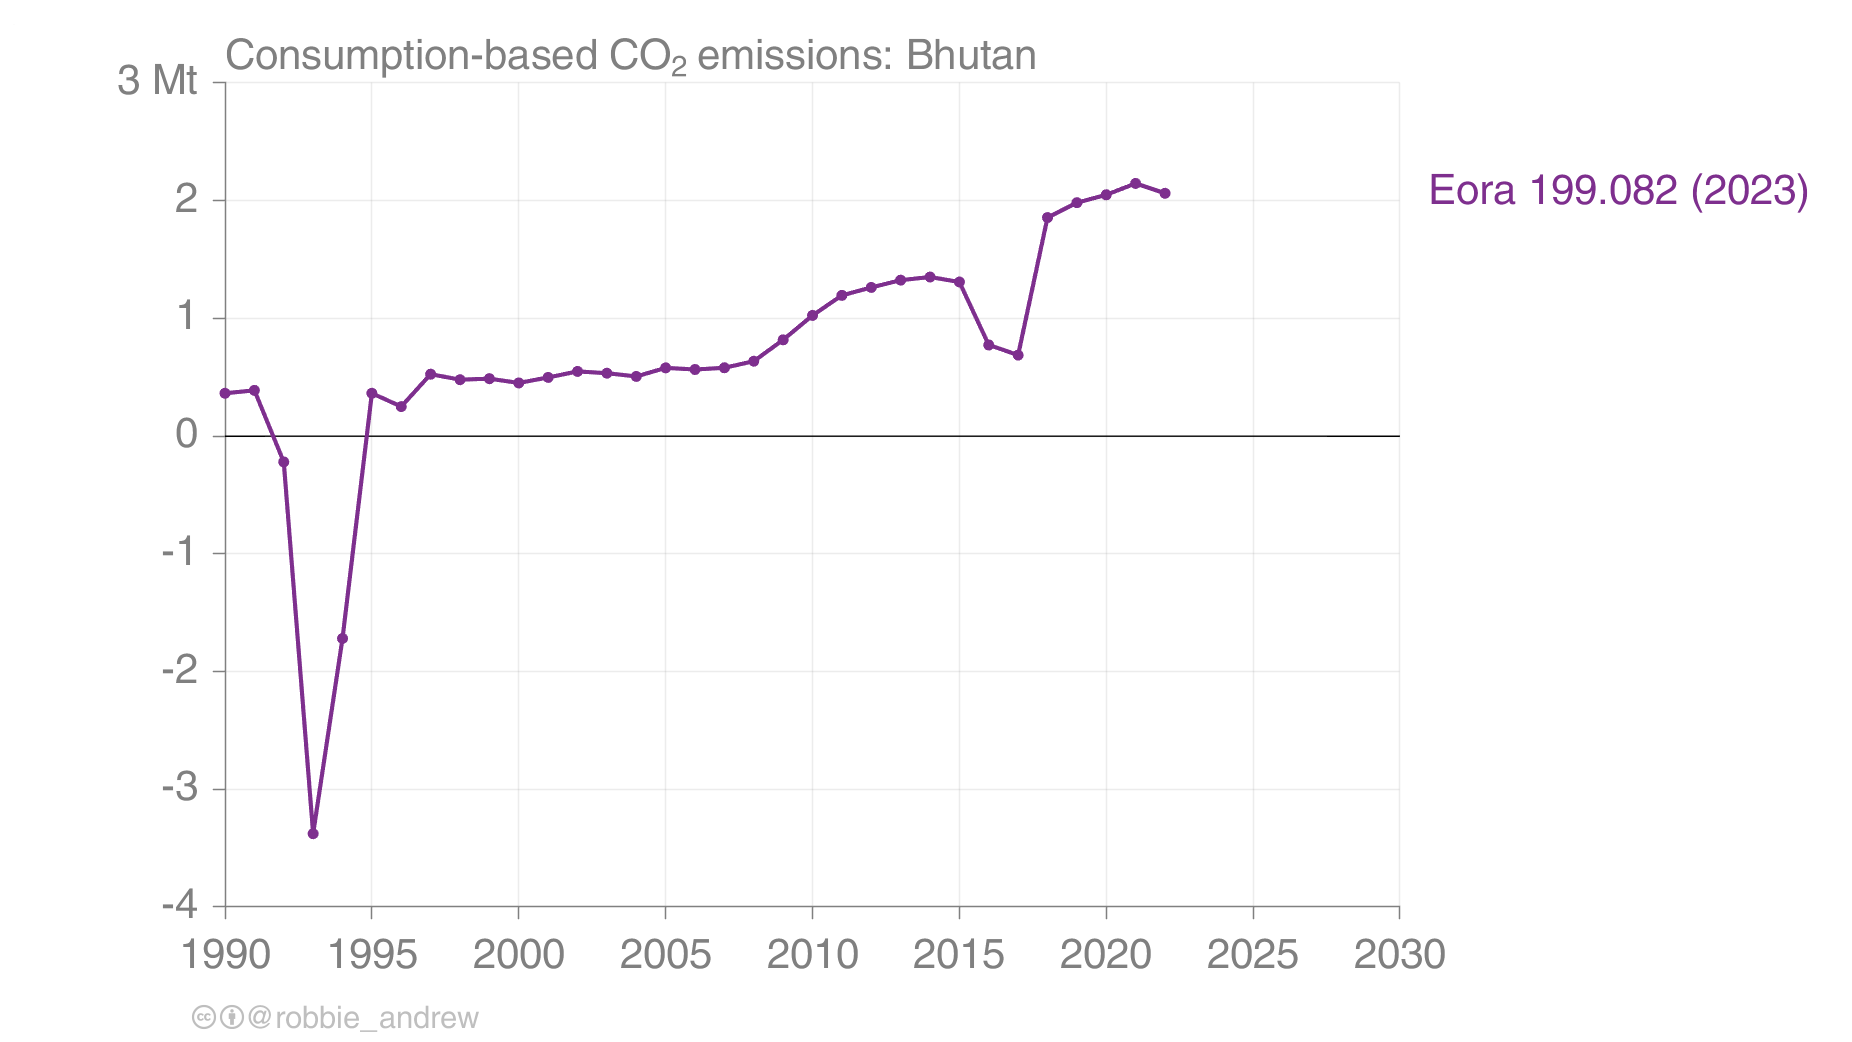 Consumption-based CO₂ emissions: Bhutan
3 Mt
2
1
0
-1
-2
-3
-4
1990 1995 2000 2005 2010 2015 2020 2025 2030
Eora 199.082 (2023)
cc @robbie_andrew